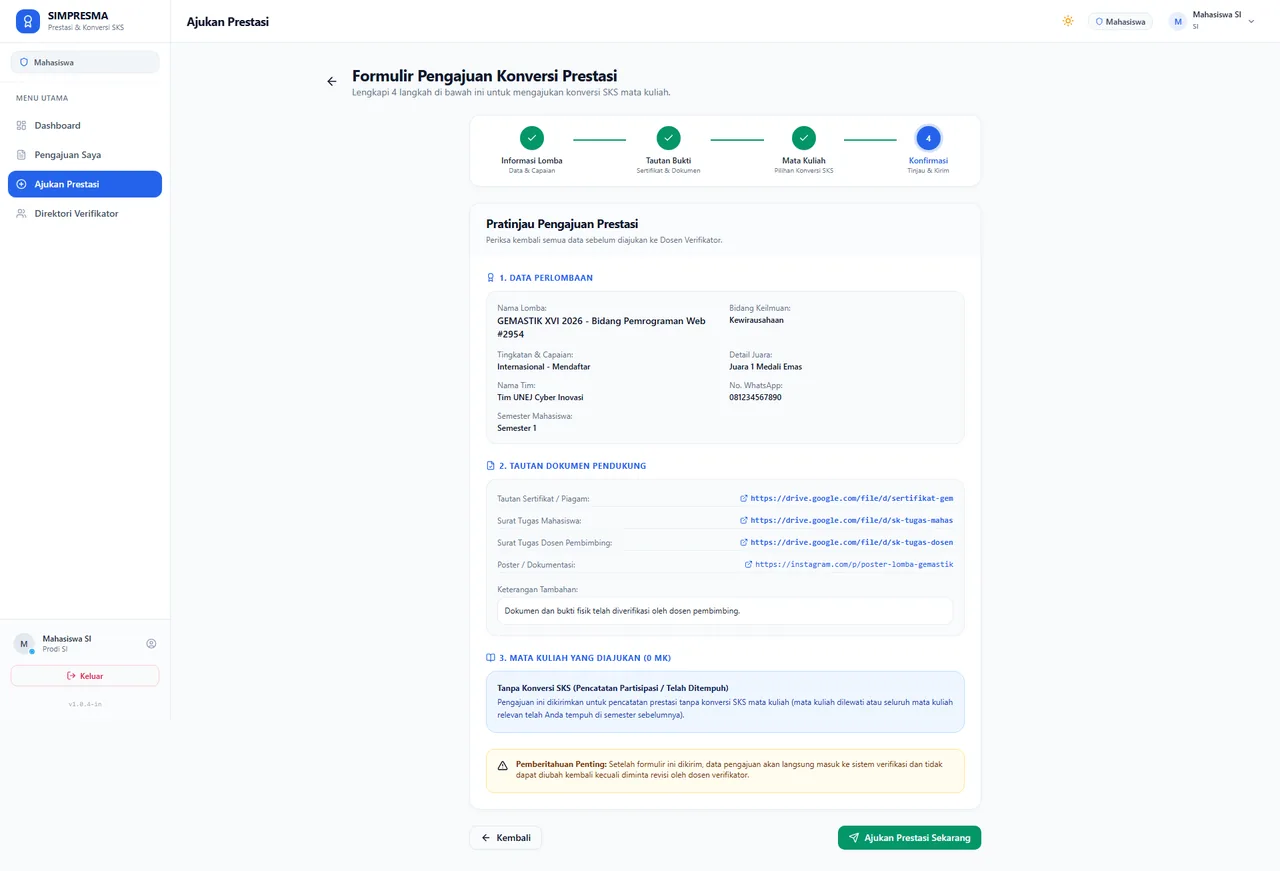 SIMPRESMA
Prestasi & Konversi SKS
Ajukan Prestasi
Mahasiswa
M
Mahasiswa SI
SI
Mahasiswa
MENU UTAMA
Dashboard
Pengajuan Saya
Ajukan Prestasi
Direktori Verifikator
Formulir Pengajuan Konversi Prestasi
Lengkapi 4 langkah di bawah ini untuk mengajukan konversi SKS mata kuliah.
Informasi Lomba
Data & Capaian
Tautan Bukti
Sertifikat & Dokumen
Mata Kuliah
Pilihan Konversi SKS
4
Konfirmasi
Tinjau & Kirim
Pratinjau Pengajuan Prestasi
Periksa kembali semua data sebelum diajukan ke Dosen Verifikator.
1. DATA PERLOMBAAN
Nama Lomba:
GEMASTIK XVI 2026 - Bidang Pemrograman Web
#2954
Bidang Keilmuan:
Kewirausahaan
Tingkatan & Capaian:
Internasional - Mendaftar
Detail Juara:
Juara 1 Medali Emas
Nama Tim:
Tim UNEJ Cyber Inovasi
No. WhatsApp:
081234567890
Semester Mahasiswa:
Semester 1
2. TAUTAN DOKUMEN PENDUKUNG
Tautan Sertifikat / Piagam:
https://drive.google.com/file/d/sertifikat-gem
Surat Tugas Mahasiswa:
https://drive.google.com/file/d/sk-tugas-mahas
Surat Tugas Dosen Pembimbing:
https://drive.google.com/file/d/sk-tugas-dosen
Poster / Dokumentasi:
https://instagram.com/p/poster-lomba-gemastik
Keterangan Tambahan:
Dokumen dan bukti fisik telah diverifikasi oleh dosen pembimbing.
3. MATA KULIAH YANG DIAJUKAN (0 MK)
Tanpa Konversi SKS (Pencatatan Partisipasi / Telah Ditempuh)
Pengajuan ini dikirimkan untuk pencatatan prestasi tanpa konversi SKS mata kuliah (mata kuliah dilewati atau seluruh mata kuliah
relevan telah Anda tempuh di semester sebelumnya).
Pemberitahuan Penting: Setelah formulir ini dikirim, data pengajuan akan langsung masuk ke sistem verifikasi dan tidak
dapat diubah kembali kecuali diminta revisi oleh dosen verifikator.
Kembali
Ajukan Prestasi Sekarang
M
Mahasiswa SI
Prodi SI
Keluar
v1.0.4-in